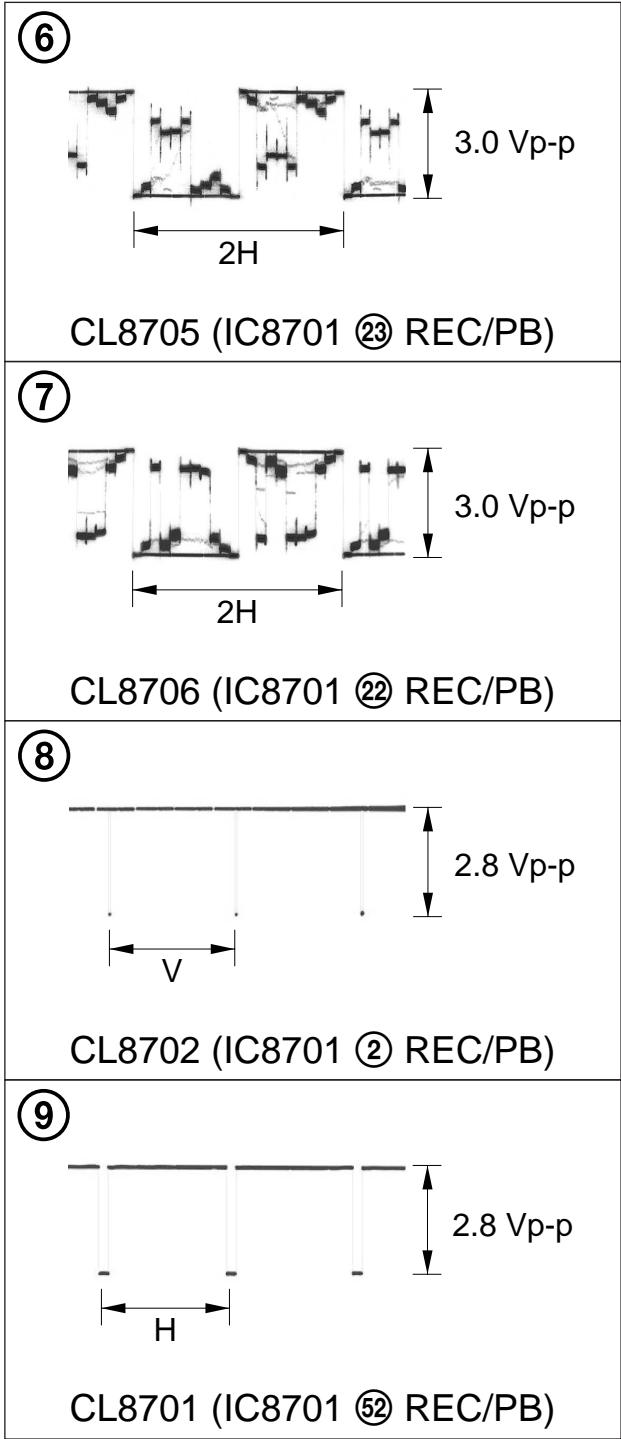 ⑥
3.0 Vp-p
2H
CL8705 (IC8701 ㉓ REC/PB)
⑦
3.0 Vp-p
2H
CL8706 (IC8701 ㉒ REC/PB)
⑧
2.8 Vp-p
V
CL8702 (IC8701 ② REC/PB)
⑨
2.8 Vp-p
H
CL8701 (IC8701 52 REC/PB)